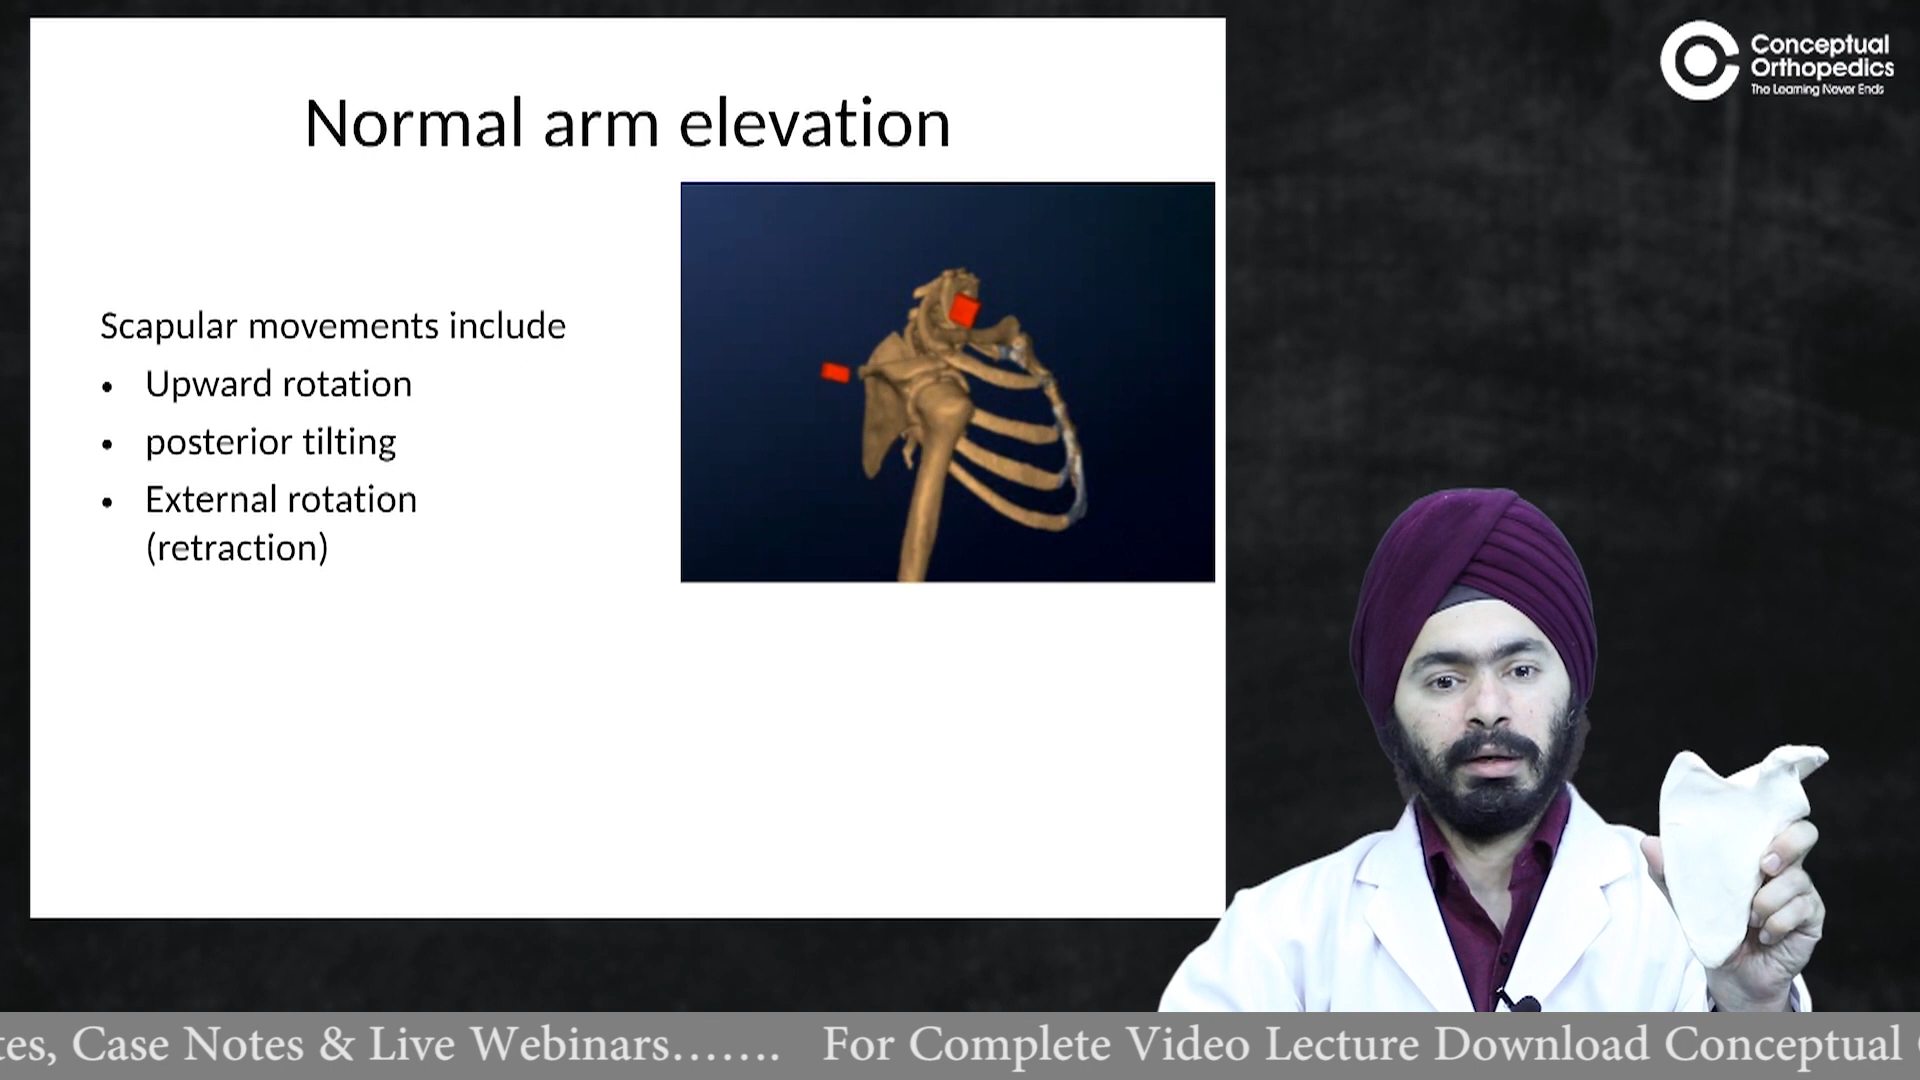 Conceptual
Orthopedics
The Learning Never Ends
Normal arm elevation
Scapular movements include
• Upward rotation
• posterior tilting
• External rotation
(retraction)
tes, Case Notes & Live Webinars....... For Complete Video Lecture Download Conceptual